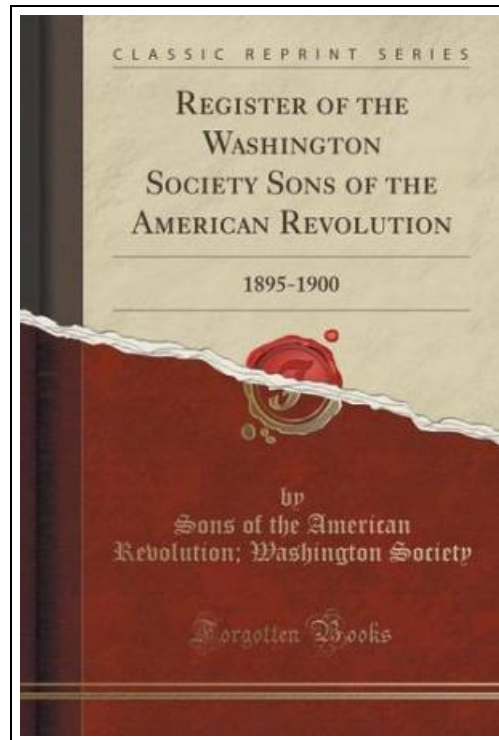 CLASSIC REPRINT SERIES
REGISTER OF THE
WASHINGTON
SOCIETY SONS OF THE
AMERICAN REVOLUTION
1895-1900
by
Sons of the American
Revolution; Washington Society
Forgotten Books